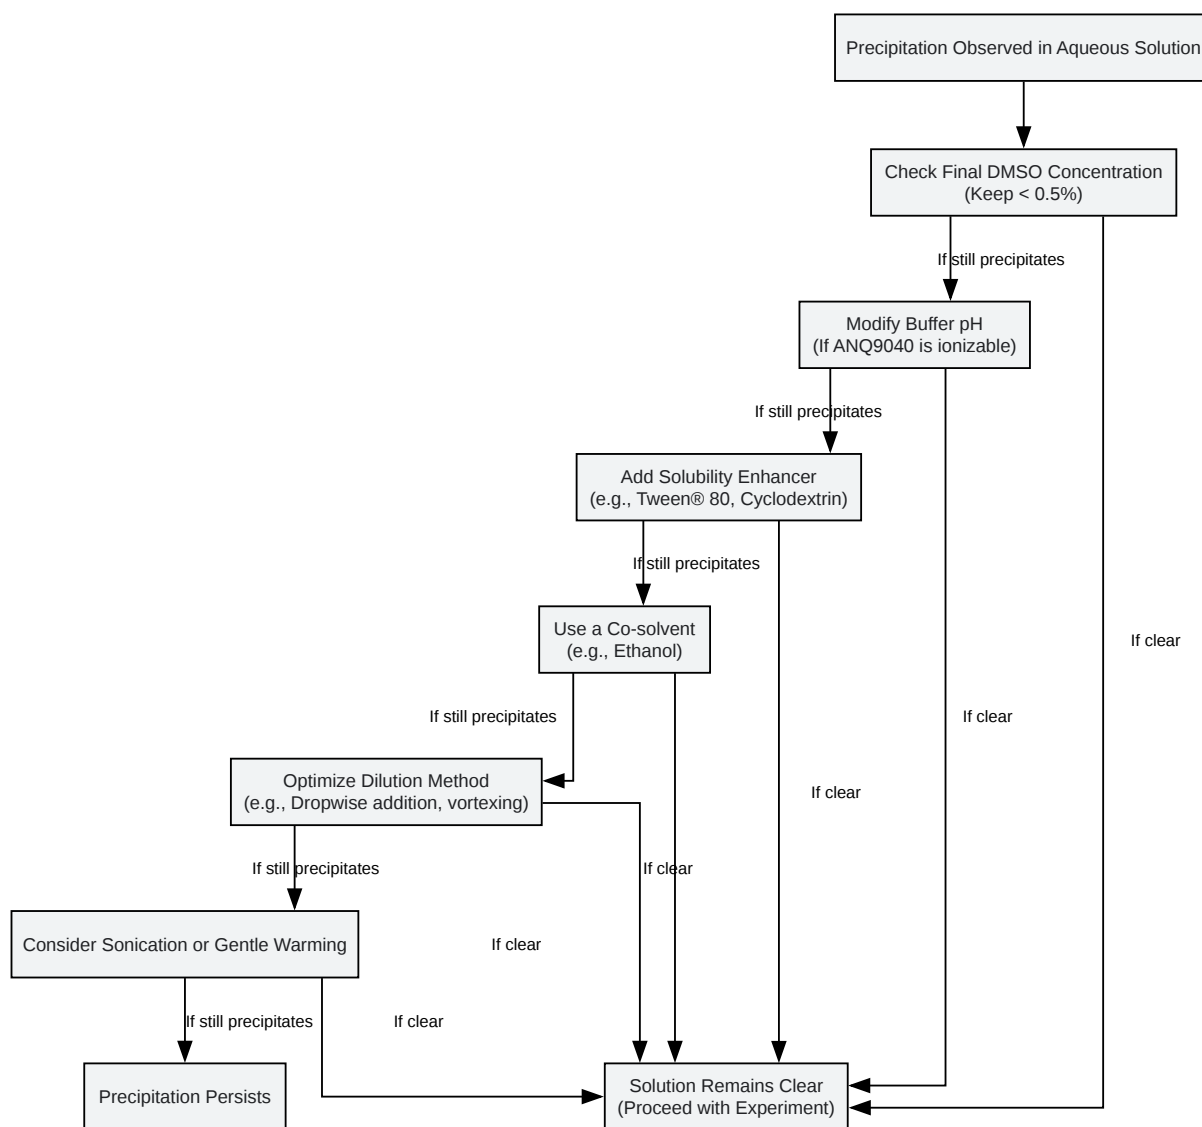 Precipitation Observed in Aqueous Solution
Check Final DMSO Concentration
(Keep < 0.5%)
If still precipitates
Modify Buffer pH
(If ANQ9040 is ionizable)
If still precipitates
Add Solubility Enhancer
(e.g., Tween® 80, Cyclodextrin)
If still precipitates
Use a Co-solvent
(e.g., Ethanol)
If clear
If still precipitates
If clear
Optimize Dilution Method
(e.g., Dropwise addition, vortexing)
If clear
If still precipitates
If clear
Consider Sonication or Gentle Warming
If clear
If still precipitates
If clear
Precipitation Persists
Solution Remains Clear
(Proceed with Experiment)